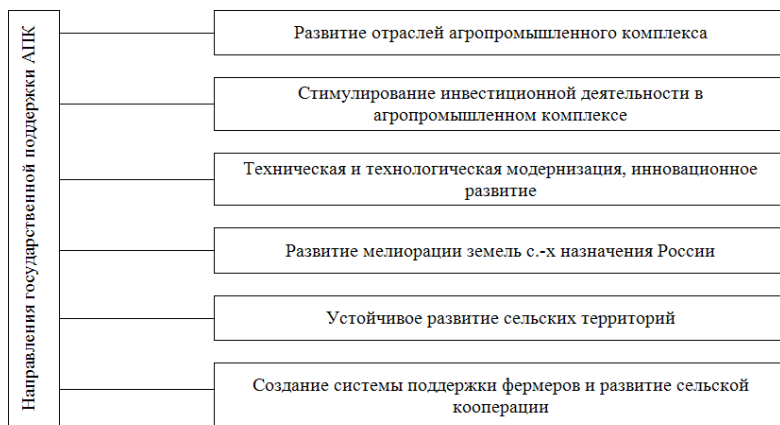 Направления государственной поддержки АПК
Развитие отраслей агропромышленного комплекса
Стимулирование инвестиционной деятельности в
агропромышленном комплексе
Техническая и технологическая модернизация, инновационное
развитие
Развитие мелиорации земель с.-х назначения России
Устойчивое развитие сельских территорий
Создание системы поддержки фермеров и развитие сельской
кооперации